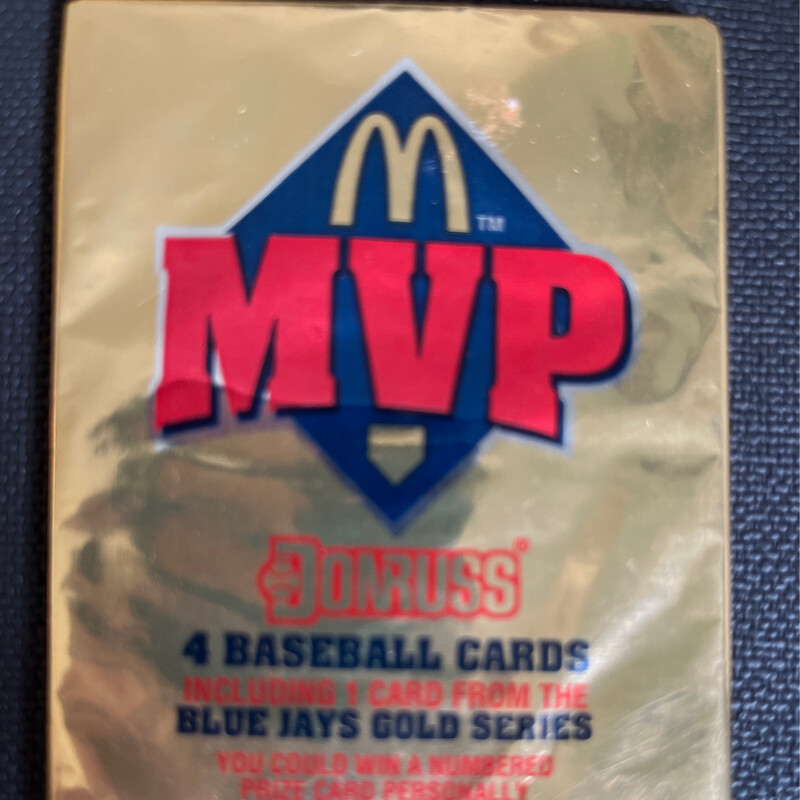 M TM
MVP
DONRUSS®
4 BASEBALL CARDS
INCLUDING 1 CARD FROM THE
BLUE JAYS GOLD SERIES
YOU COULD WIN A NUMBERED
PRIZE CARD PERSONALLY